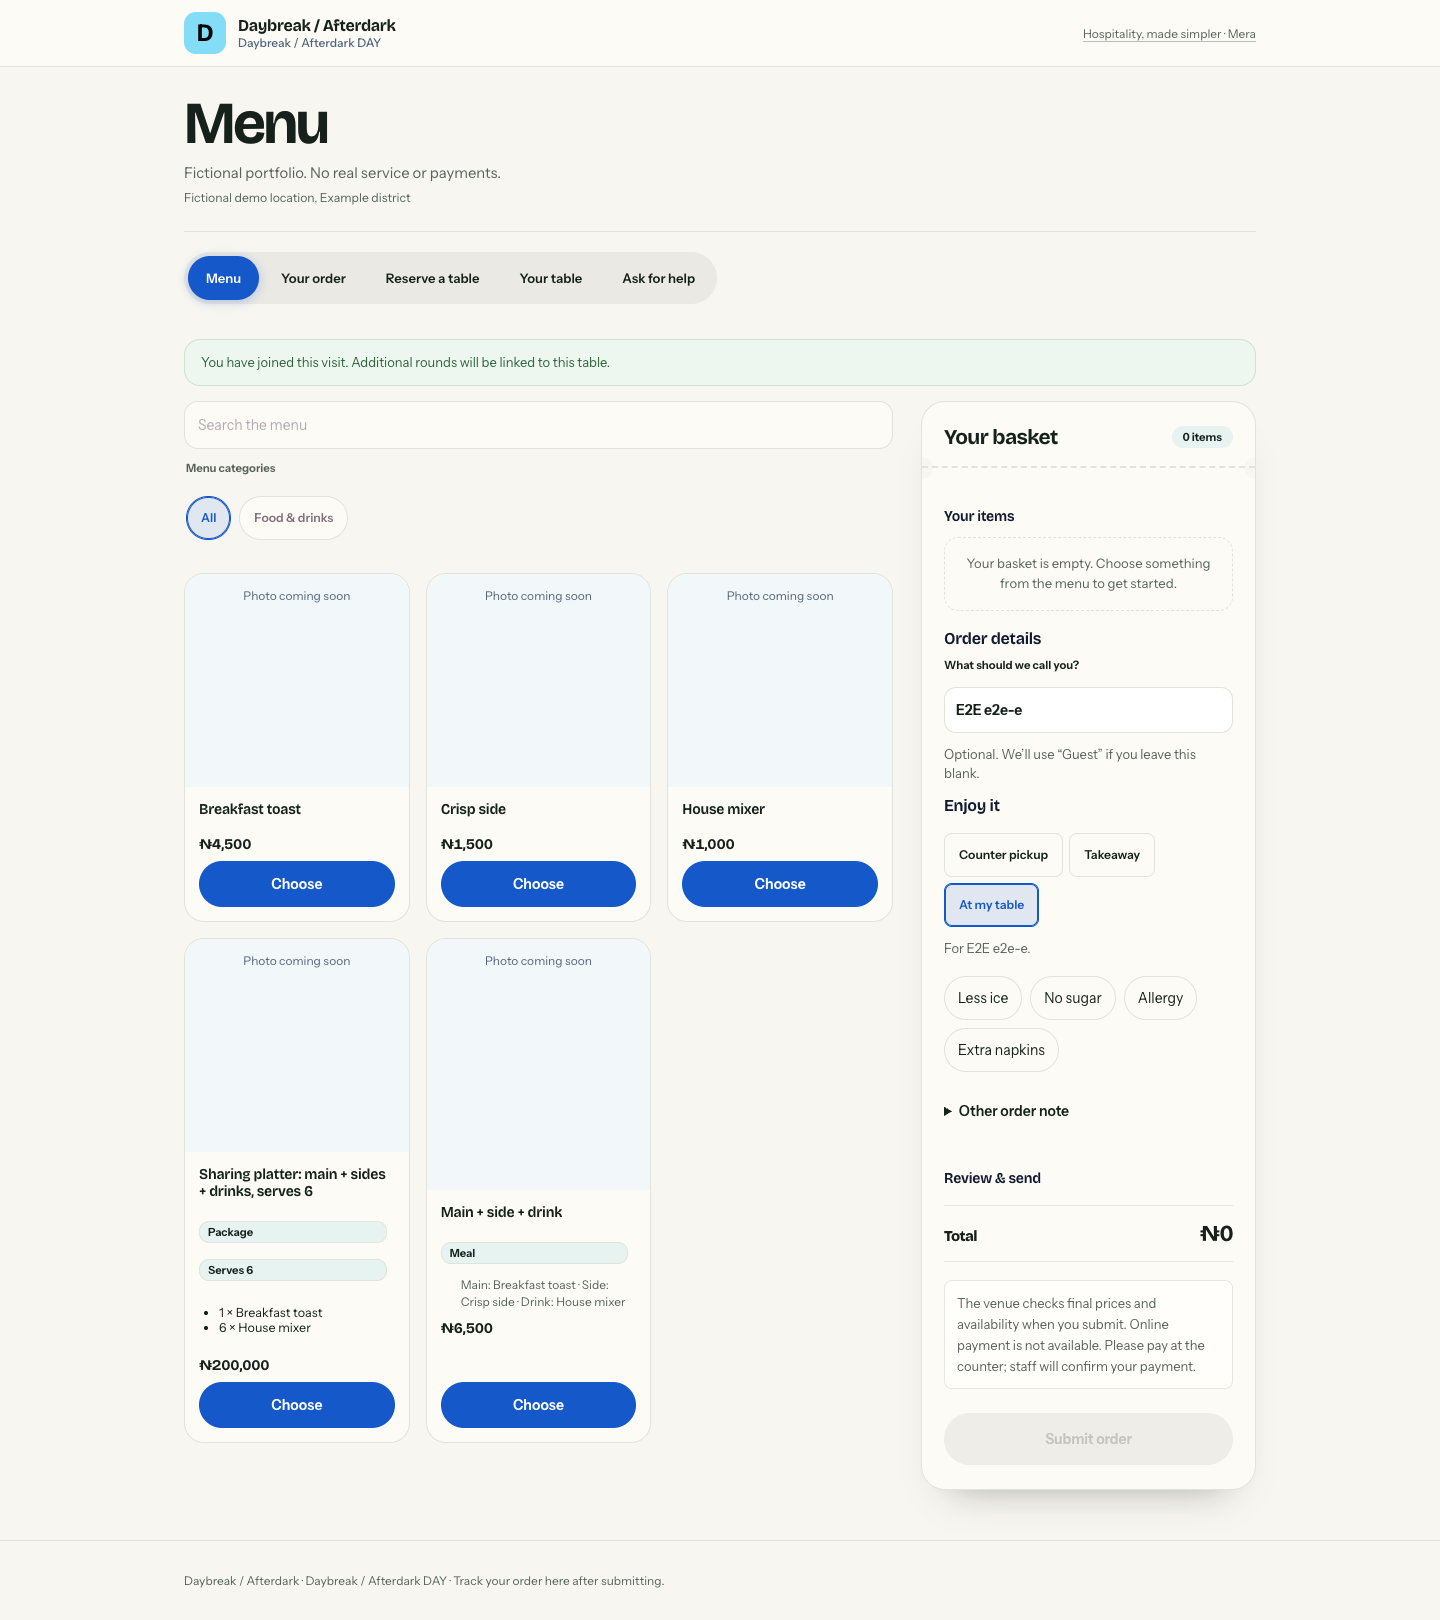 D
Daybreak / Afterdark
Daybreak / Afterdark DAY
Hospitality, made simpler · Mera
Menu
Fictional portfolio. No real service or payments.
Fictional demo location, Example district
Menu
Your order
Reserve a table
Your table
Ask for help
You have joined this visit. Additional rounds will be linked to this table.
Search the menu
Menu categories
All
Food & drinks
Photo coming soon
Breakfast toast
₦4,500
Choose
Photo coming soon
Crisp side
₦1,500
Choose
Photo coming soon
House mixer
₦1,000
Choose
Photo coming soon
Sharing platter: main + sides
+ drinks, serves 6
Package
Serves 6
• 1 × Breakfast toast
• 6 × House mixer
₦200,000
Choose
Photo coming soon
Main + side + drink
Meal
Main: Breakfast toast · Side:
Crisp side · Drink: House mixer
₦6,500
Choose
Your basket
0 items
Your items
Your basket is empty. Choose something
from the menu to get started.
Order details
What should we call you?
E2E e2e-e
Optional. We’ll use “Guest” if you leave this
blank.
Enjoy it
Counter pickup
Takeaway
At my table
For E2E e2e-e.
Less ice
No sugar
Allergy
Extra napkins
Other order note
Review & send
Total
₦0
The venue checks final prices and
availability when you submit. Online
payment is not available. Please pay at the
counter; staff will confirm your payment.
Submit order
Daybreak / Afterdark · Daybreak / Afterdark DAY · Track your order here after submitting.